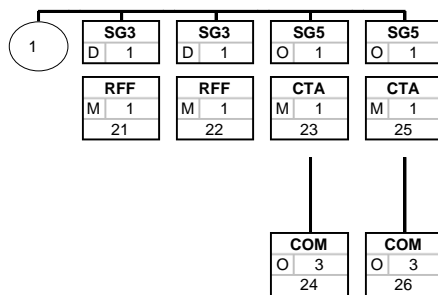 1
SG3 SG3 SG5 SG5
D 1 D 1 O 1 O 1
RFF RFF CTA CTA
M 1 M 1 M 1 M 1
21 22 23 25
COM COM
O 3 O 3
24 26